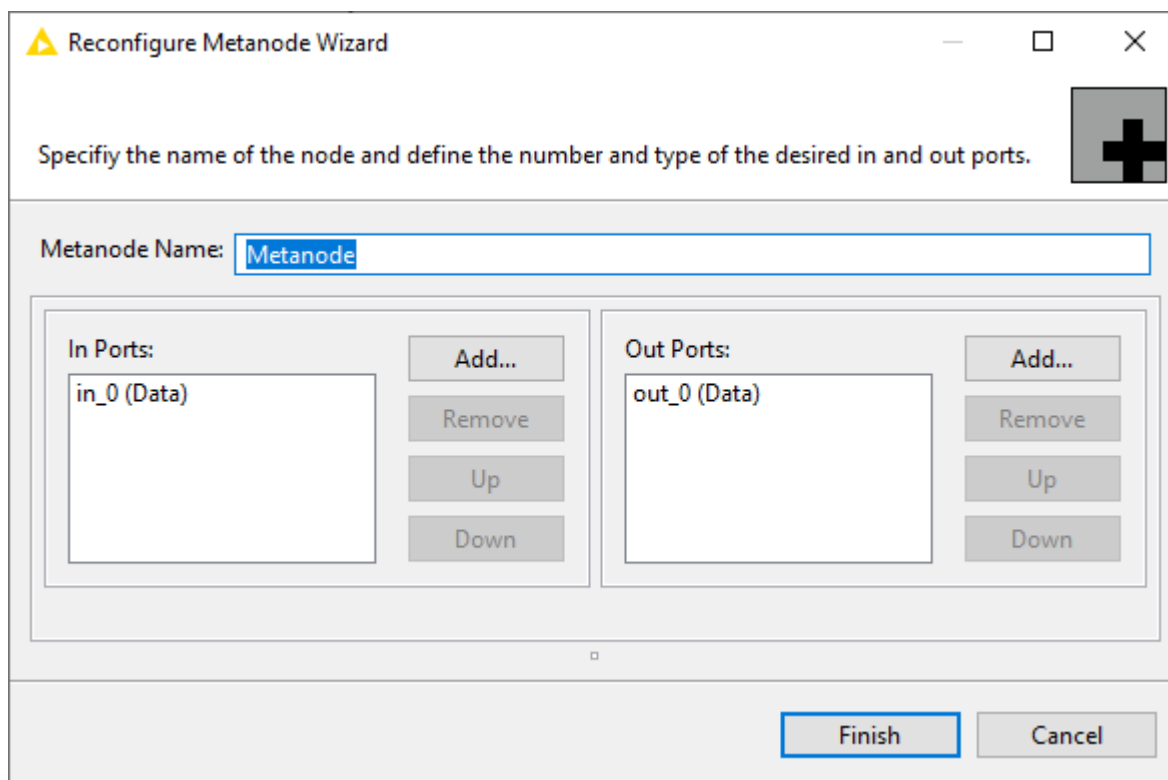 Reconfigure Metanode Wizard
Specifiy the name of the node and define the number and type of the desired in and out ports.
Metanode Name: Metanode
In Ports:
in_0 (Data)
Add...
Remove
Up
Down
Out Ports:
out_0 (Data)
Add...
Remove
Up
Down
Finish
Cancel